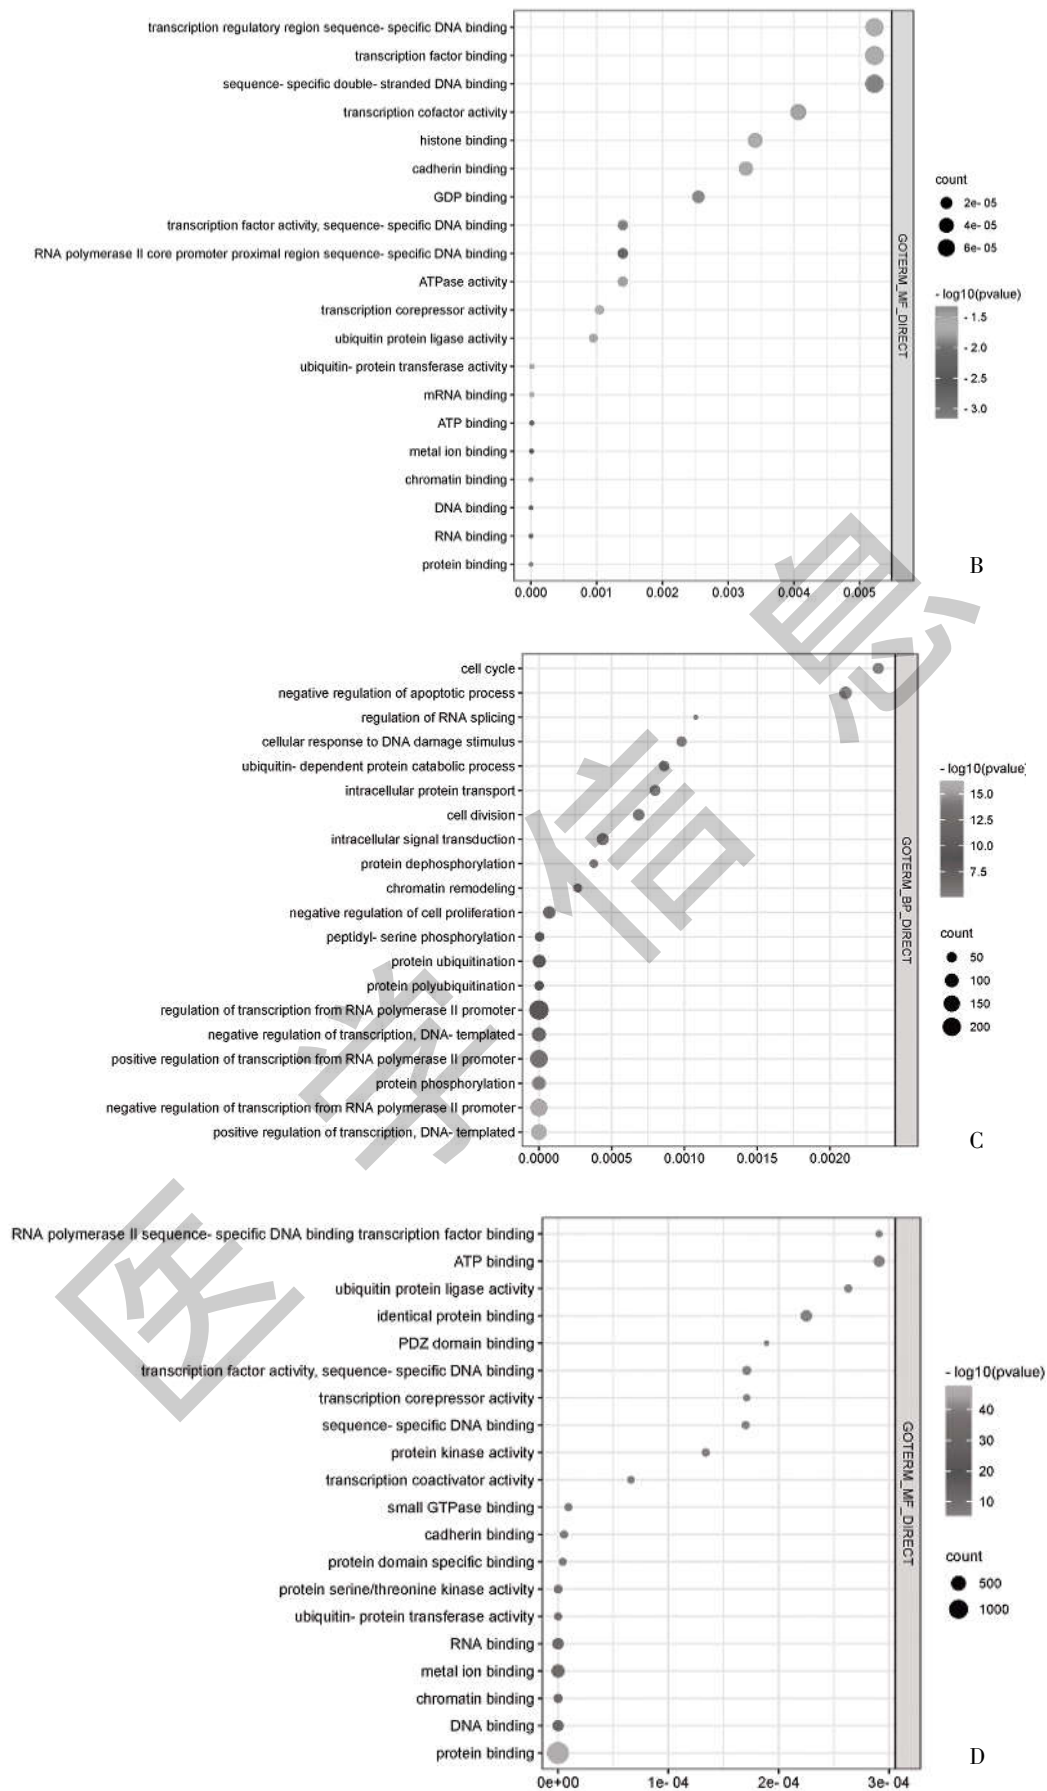 transcription regulatory region sequence- specific DNA binding
transcription factor binding
sequence- specific double- stranded DNA binding
transcription cofactor activity
histone binding
cadherin binding
GDP binding
transcription factor activity, sequence- specific DNA binding
RNA polymerase II core promoter proximal region sequence- specific DNA binding
ATPase activity
transcription corepressor activity
ubiquitin protein ligase activity
ubiquitin- protein transferase activity
mRNA binding
ATP binding
metal ion binding
chromatin binding
DNA binding
RNA binding
protein binding
0.000 0.001 0.002 0.003 0.004 0.005
GOTERM_MF_DIRECT
count
2e- 05
4e- 05
6e- 05
- log10(pvalue)
- 1.5
- 2.0
- 2.5
- 3.0
B
cell cycle
negative regulation of apoptotic process
regulation of RNA splicing
cellular response to DNA damage stimulus
ubiquitin- dependent protein catabolic process
intracellular protein transport
cell division
intracellular signal transduction
protein dephosphorylation
chromatin remodeling
negative regulation of cell proliferation
peptidyl- serine phosphorylation
protein ubiquitination
protein polyubiquitination
regulation of transcription from RNA polymerase II promoter
negative regulation of transcription, DNA- templated
positive regulation of transcription from RNA polymerase II promoter
protein phosphorylation
negative regulation of transcription from RNA polymerase II promoter
positive regulation of transcription, DNA- templated
0.0000 0.0005 0.0010 0.0015 0.0020
GOTERM_BP_DIRECT
- log10(pvalue)
15.0
12.5
10.0
7.5
count
50
100
150
200
C
RNA polymerase II sequence- specific DNA binding transcription factor binding
ATP binding
ubiquitin protein ligase activity
identical protein binding
PDZ domain binding
transcription factor activity, sequence- specific DNA binding
transcription corepressor activity
sequence- specific DNA binding
protein kinase activity
transcription coactivator activity
small GTPase binding
cadherin binding
protein domain specific binding
protein serine/threonine kinase activity
ubiquitin- protein transferase activity
RNA binding
metal ion binding
chromatin binding
DNA binding
protein binding
0e+00 1e- 04 2e- 04 3e- 04
GOTERM_MF_DIRECT
- log10(pvalue)
40
30
20
10
count
500
1000
D
医学信息